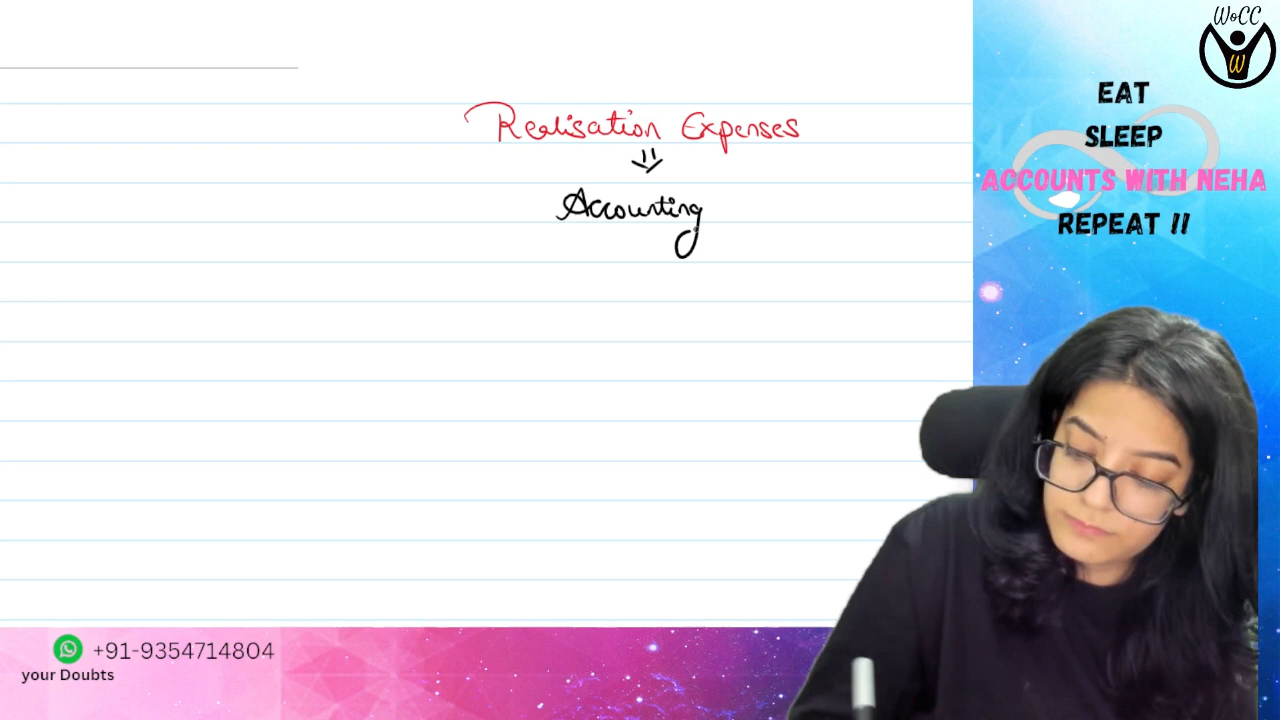 Realisation Expenses
Accounting
WoCC
W
EAT
SLEEP
ACCOUNTS WITH NEHA
REPEAT !!
+91-9354714804
your Doubts